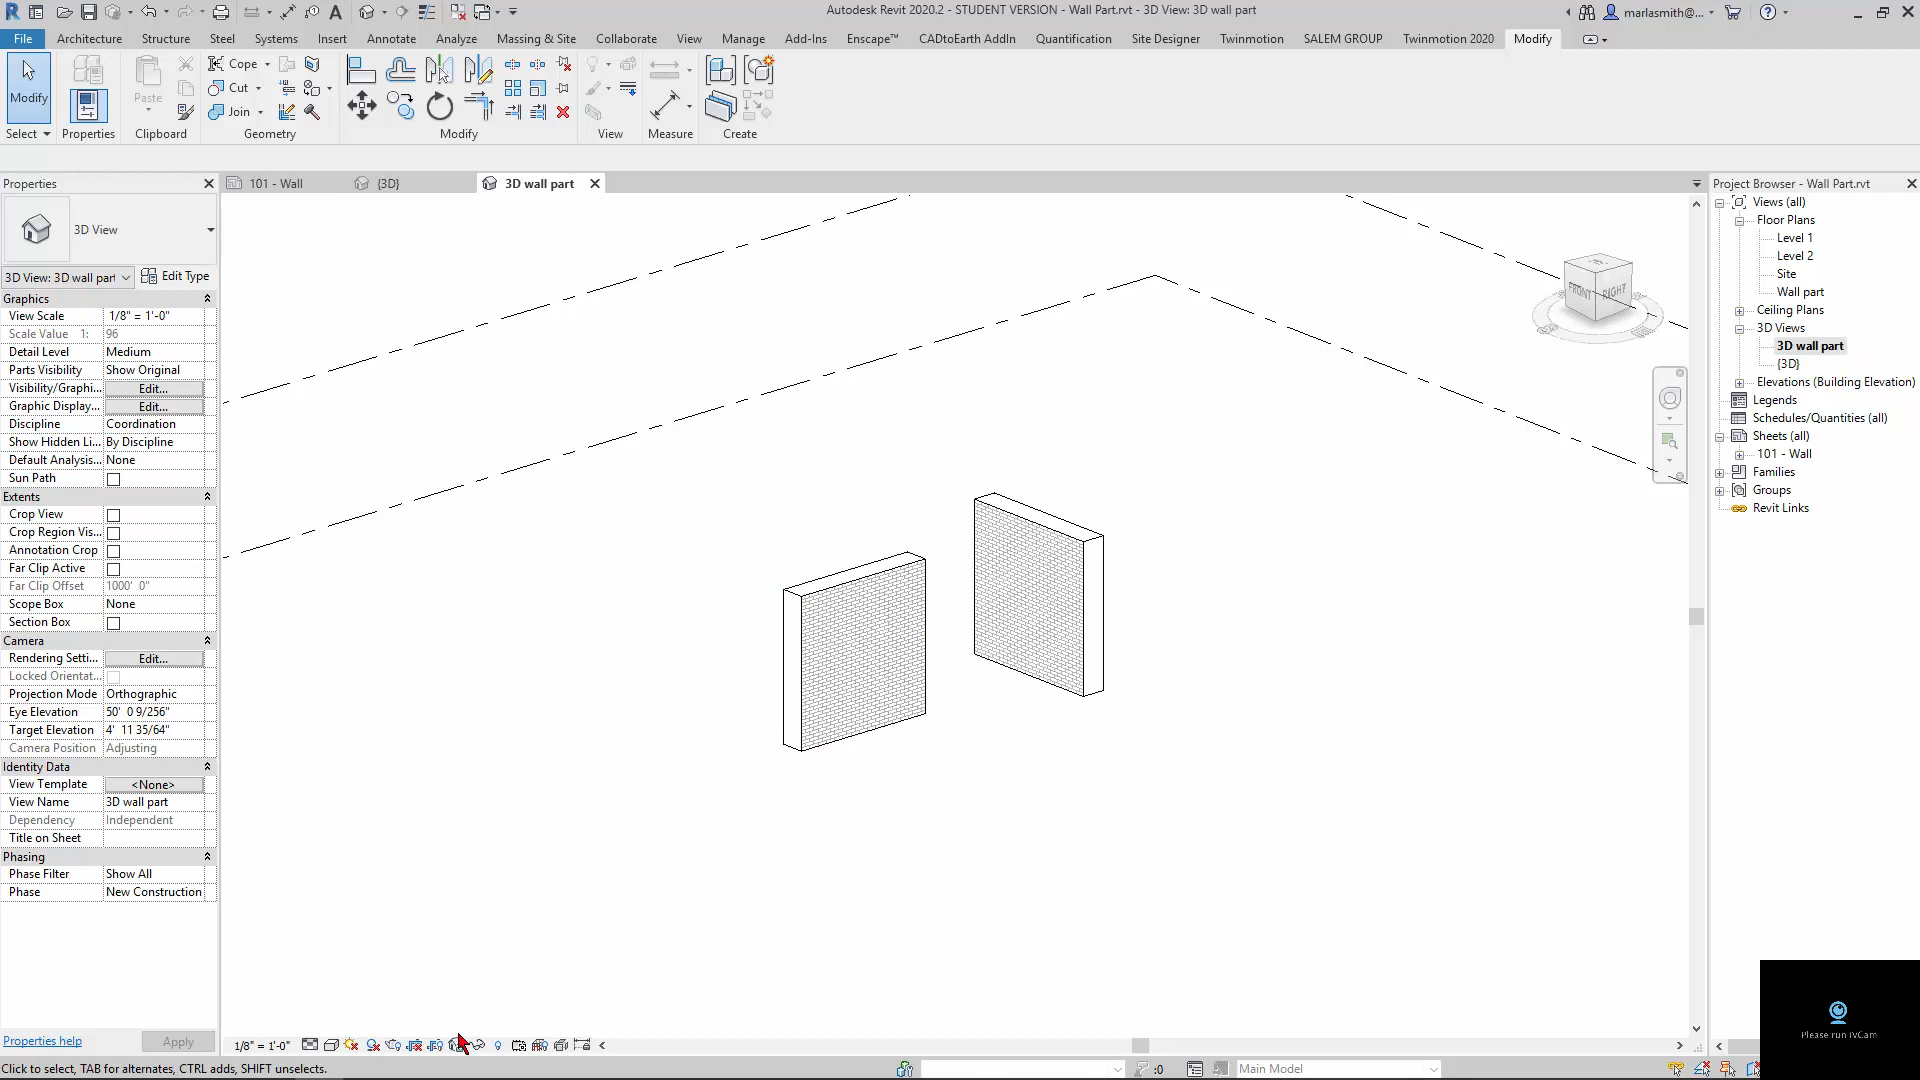 Autodesk Revit 2020.2 - STUDENT VERSION - Wall Part.rvt - 3D View: 3D wall part
marlasmith@...
File Architecture Structure Steel Systems Insert Annotate Analyze Massing & Site Collaborate View Manage Add-Ins Enscape™ CADtoEarth AddIn Quantification Site Designer Twinmotion SALEM GROUP Twinmotion 2020 Modify
Modify
Paste
Cope
Cut
Join
Select Properties Clipboard Geometry Modify View Measure Create
Properties
101 - Wall {3D} 3D wall part
Project Browser - Wall Part.rvt
3D View
3D View: 3D wall part Edit Type
Graphics
View Scale 1/8" = 1'-0"
Scale Value 1: 96
Detail Level Medium
Parts Visibility Show Original
Visibility/Graphi... Edit...
Graphic Display... Edit...
Discipline Coordination
Show Hidden Li... By Discipline
Default Analysis... None
Sun Path
Extents
Crop View
Crop Region Vis...
Annotation Crop
Far Clip Active
Far Clip Offset 1000' 0"
Scope Box None
Section Box
Camera
Rendering Setti... Edit...
Locked Orientat...
Projection Mode Orthographic
Eye Elevation 50' 0 9/256"
Target Elevation 4' 11 35/64"
Camera Position Adjusting
Identity Data
View Template <None>
View Name 3D wall part
Dependency Independent
Title on Sheet
Phasing
Phase Filter Show All
Phase New Construction
Properties help Apply
FRONT RIGHT
Views (all)
Floor Plans
Level 1
Level 2
Site
Wall part
Ceiling Plans
3D Views
3D wall part
{3D}
Elevations (Building Elevation)
Legends
Schedules/Quantities (all)
Sheets (all)
101 - Wall
Families
Groups
Revit Links
Please run iVCam
1/8" = 1'-0"
Click to select, TAB for alternates, CTRL adds, SHIFT unselects.
:0
Main Model